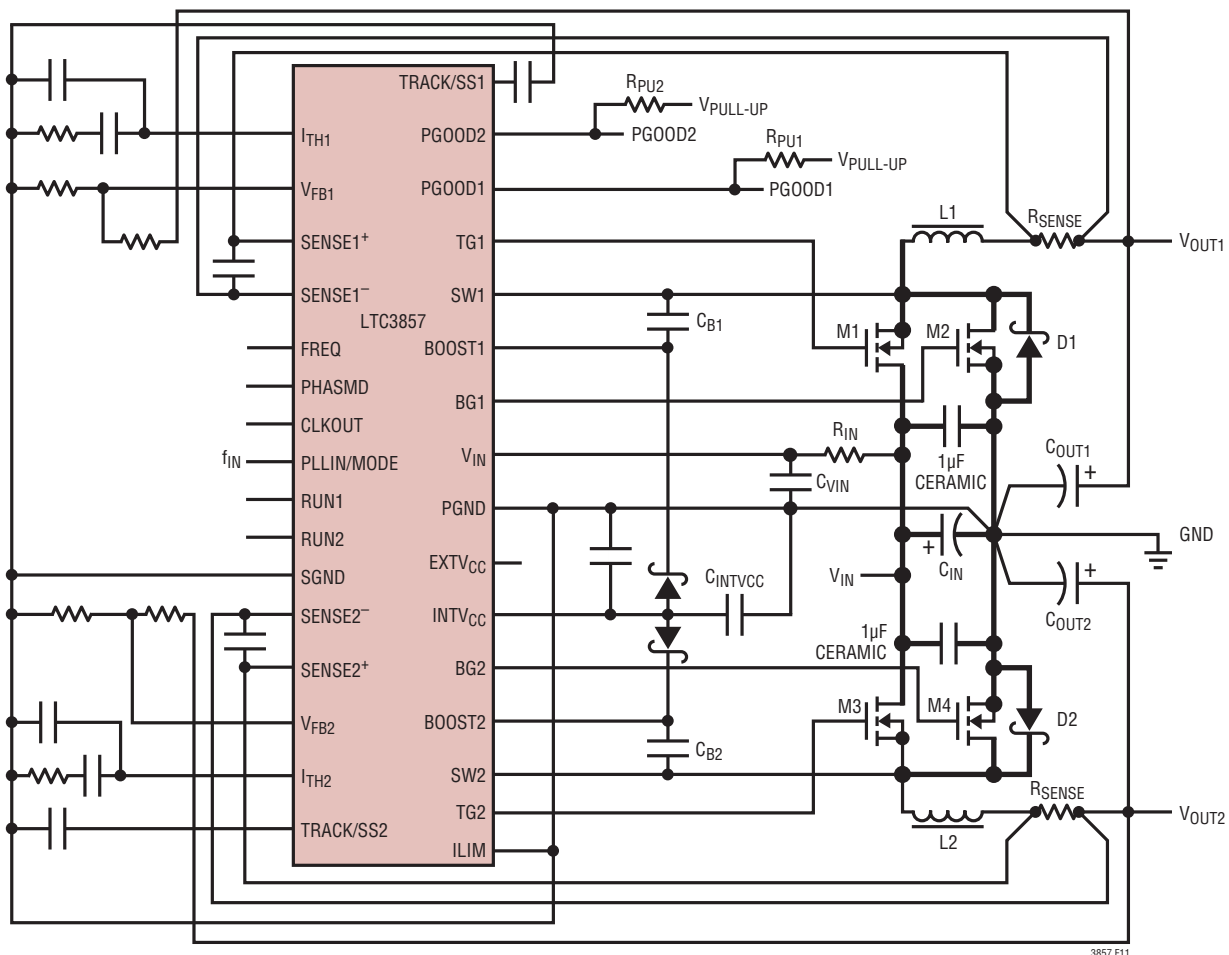 TRACK/SS1
RPU2
VPULL-UP
ITH1
PGOOD2
PGOOD2
RPU1
VPULL-UP
VFB1
PGOOD1
PGOOD1
L1
RSENSE
SENSE1+
TG1
VOUT1
SENSE1–
SW1
LTC3857
CB1
M1
M2
D1
FREQ
BOOST1
PHASMD
BG1
CLKOUT
RIN
COUT1
+
fIN
PLLIN/MODE
VIN
1µF
CERAMIC
CVIN
RUN1
PGND
RUN2
GND
EXTVCC
+
CIN
SGND
CINTVCC
VIN
+
COUT2
SENSE2–
INTVCC
1µF
CERAMIC
SENSE2+
BG2
M3
M4
D2
VFB2
BOOST2
CB2
ITH2
SW2
RSENSE
TG2
VOUT2
TRACK/SS2
L2
ILIM
3857 F11